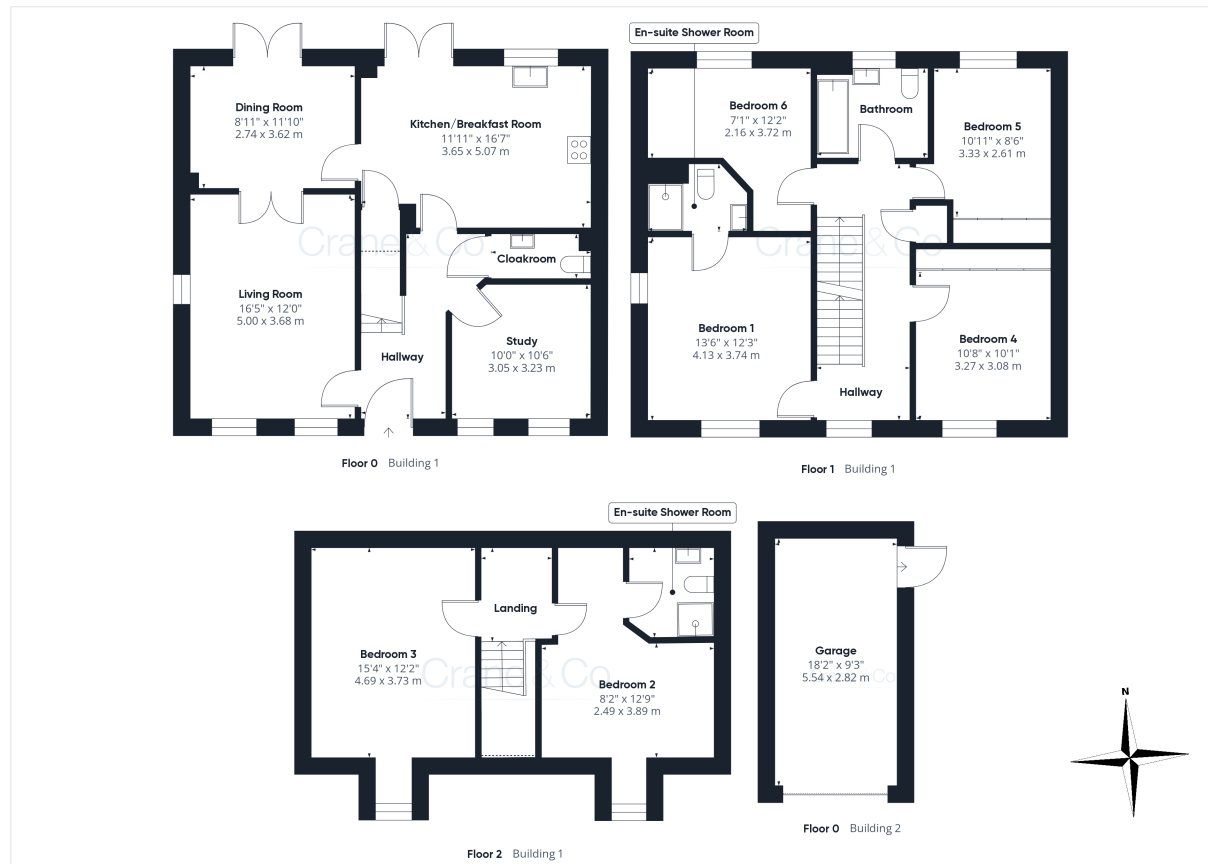 En-suite Shower Room
Dining Room
8'11" x 11'10"
2.74 x 3.62 m
Kitchen/Breakfast Room
11'11" x 16'7"
3.65 x 5.07 m
Crane & Co
Cloakroom
Living Room
16'5" x 12'0"
5.00 x 3.68 m
Study
10'0" x 10'6"
3.05 x 3.23 m
Hallway
Floor 0 Building 1
Bedroom 6
7'1" x 12'2"
2.16 x 3.72 m
Bathroom
Bedroom 5
10'11" x 8'6"
3.33 x 2.61 m
Crane & Co
Bedroom 1
13'6" x 12'3"
4.13 x 3.74 m
Bedroom 4
10'8" x 10'1"
3.27 x 3.08 m
Hallway
Floor 1 Building 1
En-suite Shower Room
Landing
Bedroom 3
15'4" x 12'2"
4.69 x 3.73 m
Crane & Co
Bedroom 2
8'2" x 12'9"
2.49 x 3.89 m
Floor 2 Building 1
Garage
18'2" x 9'3"
5.54 x 2.82 m
Co
Floor 0 Building 2
N